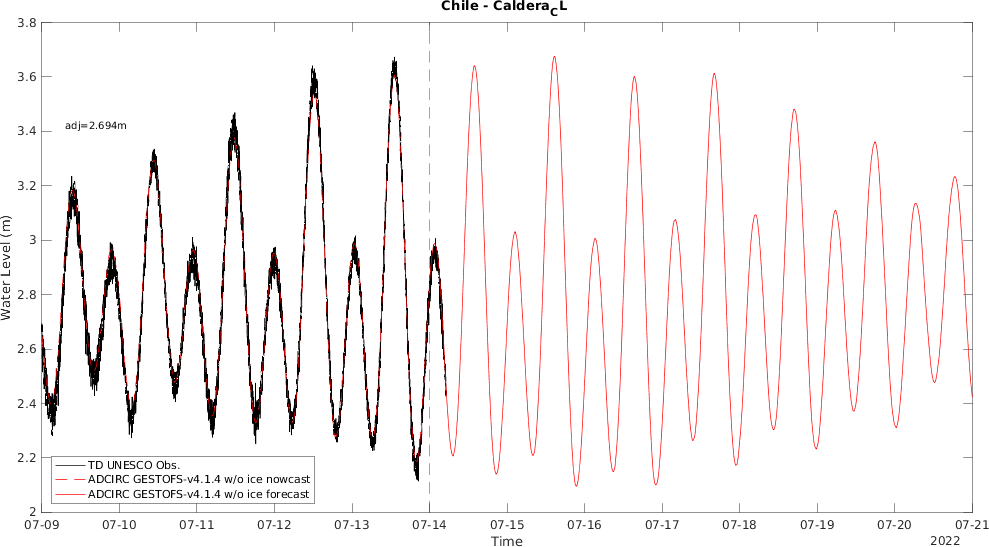 Chile - Caldera_CL
3.8
3.6
3.4
3.2
3
2.8
2.6
2.4
2.2
2
Water Level (m)
adj=2.694m
TD UNESCO Obs.
ADCIRC GESTOFS-v4.1.4 w/o ice nowcast
ADCIRC GESTOFS-v4.1.4 w/o ice forecast
07-09 07-10 07-11 07-12 07-13 07-14 07-15 07-16 07-17 07-18 07-19 07-20 07-21
Time
2022